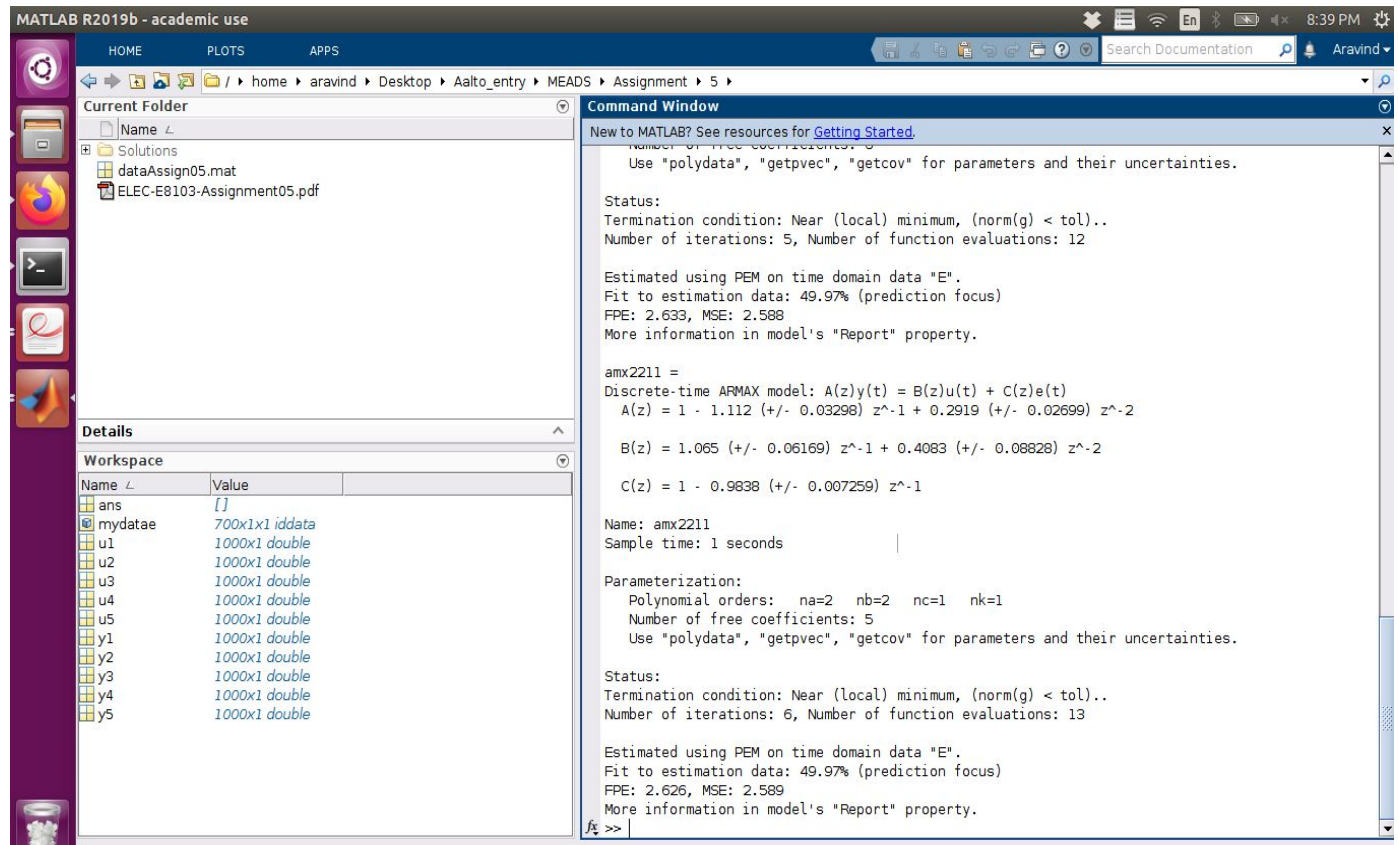 MATLAB R2019b - academic use
En
8:39 PM
HOME PLOTS APPS
Search Documentation
Aravind
/ home aravind Desktop Aalto_entry MEADS Assignment 5
Current Folder
Name
Solutions
dataAssign05.mat
ELEC-E8103-Assignment05.pdf
Details
Workspace
Name Value
ans []
mydatae 700x1x1 iddata
u1 1000x1 double
u2 1000x1 double
u3 1000x1 double
u4 1000x1 double
u5 1000x1 double
y1 1000x1 double
y2 1000x1 double
y3 1000x1 double
y4 1000x1 double
y5 1000x1 double
Command Window
New to MATLAB? See resources for Getting Started.
Number of free coefficients:
Use "polydata", "getpvec", "getcov" for parameters and their uncertainties.
Status:
Termination condition: Near (local) minimum, (norm(g) < tol)..
Number of iterations: 5, Number of function evaluations: 12
Estimated using PEM on time domain data "E".
Fit to estimation data: 49.97% (prediction focus)
FPE: 2.633, MSE: 2.588
More information in model's "Report" property.
amx2211 =
Discrete-time ARMAX model: A(z)y(t) = B(z)u(t) + C(z)e(t)
A(z) = 1 - 1.112 (+/- 0.03298) z^-1 + 0.2919 (+/- 0.02699) z^-2
B(z) = 1.065 (+/- 0.06169) z^-1 + 0.4083 (+/- 0.08828) z^-2
C(z) = 1 - 0.9838 (+/- 0.007259) z^-1
Name: amx2211
Sample time: 1 seconds
Parameterization:
Polynomial orders: na=2 nb=2 nc=1 nk=1
Number of free coefficients: 5
Use "polydata", "getpvec", "getcov" for parameters and their uncertainties.
Status:
Termination condition: Near (local) minimum, (norm(g) < tol)..
Number of iterations: 6, Number of function evaluations: 13
Estimated using PEM on time domain data "E".
Fit to estimation data: 49.97% (prediction focus)
FPE: 2.626, MSE: 2.589
More information in model's "Report" property.
fx >>